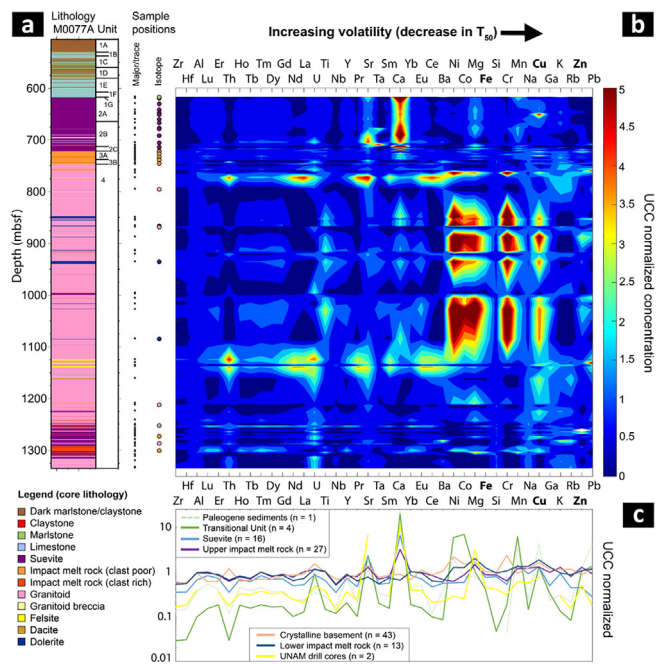 a
Lithology
M0077A Unit
Sample
positions
Major/trace
Isotope
1A
1B
1C
1D
1E
1F
1G
2A
2B
2C
3A
3B
4
Depth (mbsf)
600
700
800
900
1000
1100
1200
1300
Increasing volatility (decrease in T50)
b
Zr Al Er Ho Tm Gd La Ti Y Sr Sm Yb Ce Ni Mg Si Mn Cu K Zn
Hf Lu Th Tb Dy Nd U Nb Pr Ta Ca Eu Ba Co Fe Cr Na Ga Rb Pb
UCC normalized concentration
5
4.5
4
3.5
3
2.5
2
1.5
1
0.5
0
Hf Lu Th Tb Dy Nd U Nb Pr Ta Ca Eu Ba Co Fe Cr Na Ga Rb Pb
Zr Al Er Ho Tm Gd La Ti Y Sr Sm Yb Ce Ni Mg Si Mn Cu K Zn
c
Legend (core lithology)
Dark marlstone/claystone
Claystone
Marlstone
Limestone
Suevite
Impact melt rock (clast poor)
Impact melt rock (clast rich)
Granitoid
Granitoid breccia
Felsite
Dacite
Dolerite
10
1
0.1
0.01
Paleogene sediments (n = 1)
Transitional Unit (n = 4)
Suevite (n = 16)
Upper impact melt rock (n = 27)
Crystalline basement (n = 43)
Lower impact melt rock (n = 13)
UNAM drill cores (n = 2)
UCC normalized